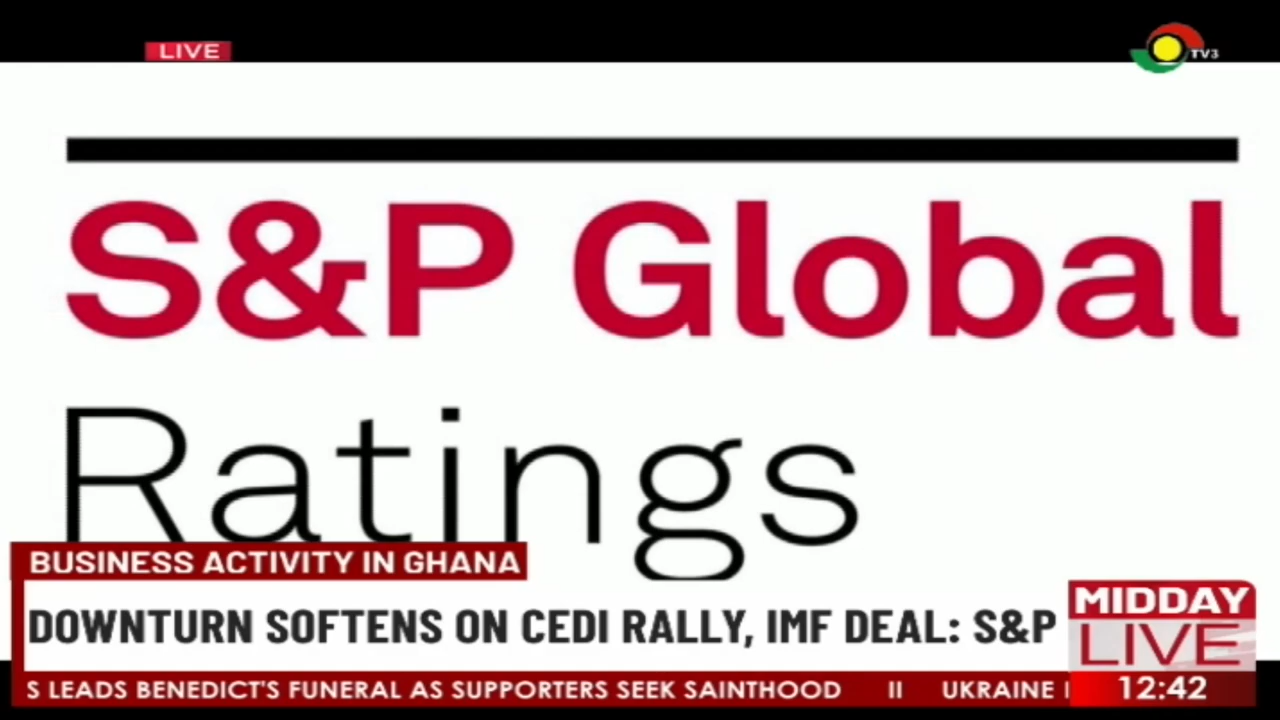 LIVE
TV3
S&P Global
Ratings
BUSINESS ACTIVITY IN GHANA
DOWNTURN SOFTENS ON CEDI RALLY, IMF DEAL: S&P
MIDDAY
LIVE
S LEADS BENEDICT'S FUNERAL AS SUPPORTERS SEEK SAINTHOOD II UKRAINE
12:42